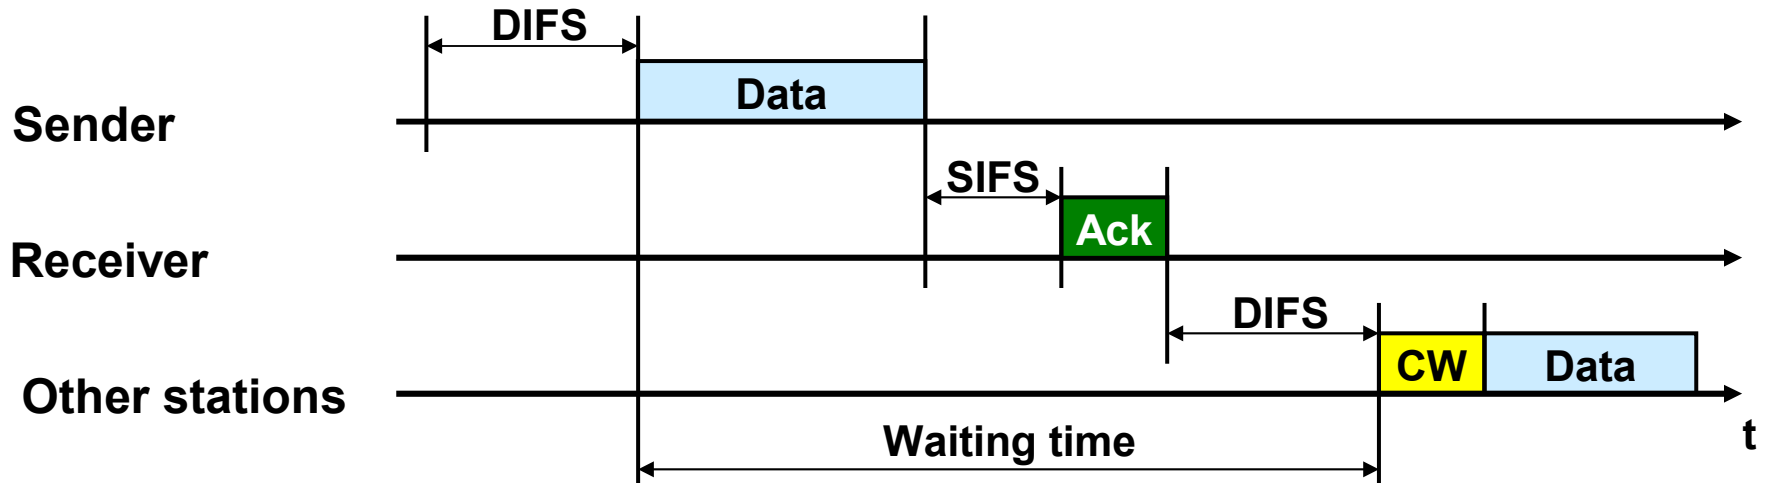 DIFS
Data
Sender
SIFS
Ack
Receiver
DIFS
CW
Data
Other stations
Waiting time
t